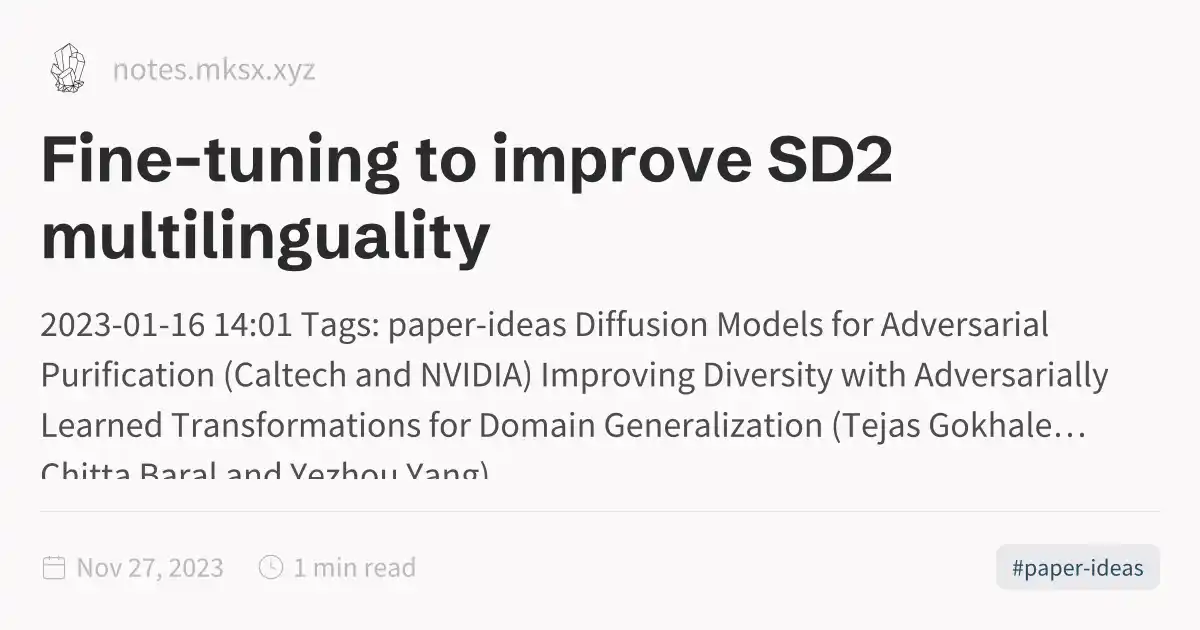 notes.mksx.xyz
Fine-tuning to improve SD2
multilinguality
2023-01-16 14:01 Tags: paper-ideas Diffusion Models for Adversarial
Purification (Caltech and NVIDIA) Improving Diversity with Adversarially
Learned Transformations for Domain Generalization (Tejas Gokhale…
Chitta Baral and Yezhou Yang)
Nov 27, 2023
1 min read
#paper-ideas